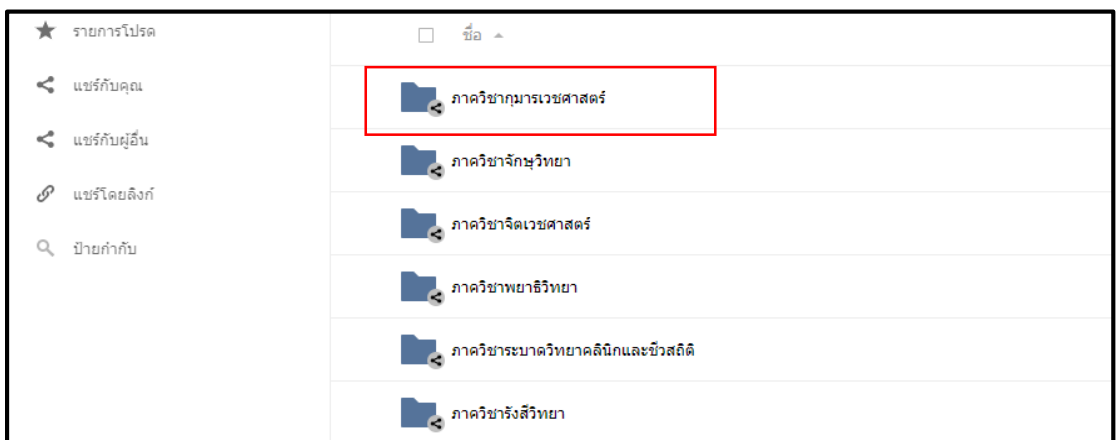 รายการโปรด
แชร์กับคุณ
แชร์กับผู้อื่น
แชร์โดยลิงก์
ป้ายกำกับ
ชื่อ
ภาควิชากุมารเวชศาสตร์
ภาควิชาจักษุวิทยา
ภาควิชาจิตเวชศาสตร์
ภาควิชาพยาธิวิทยา
ภาควิชาระบาดวิทยาคลินิกและชีวสถิติ
ภาควิชารังสีวิทยา